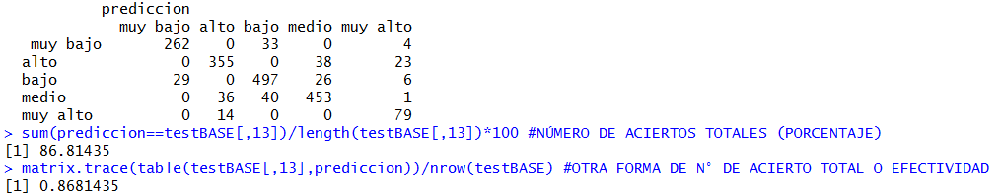 prediccion
muy bajo alto bajo medio muy alto
muy bajo 262 0 33 0 4
alto 0 355 0 38 23
bajo 29 0 497 26 6
medio 0 36 40 453 1
muy alto 0 14 0 0 79
> sum(prediccion==testBASE[,13])/length(testBASE[,13])*100 #NÚMERO DE ACIERTOS TOTALES (PORCENTAJE)
[1] 86.81435
> matrix.trace(table(testBASE[,13],prediccion))/nrow(testBASE) #OTRA FORMA DE N° DE ACIERTO TOTAL O EFECTIVIDAD
[1] 0.8681435